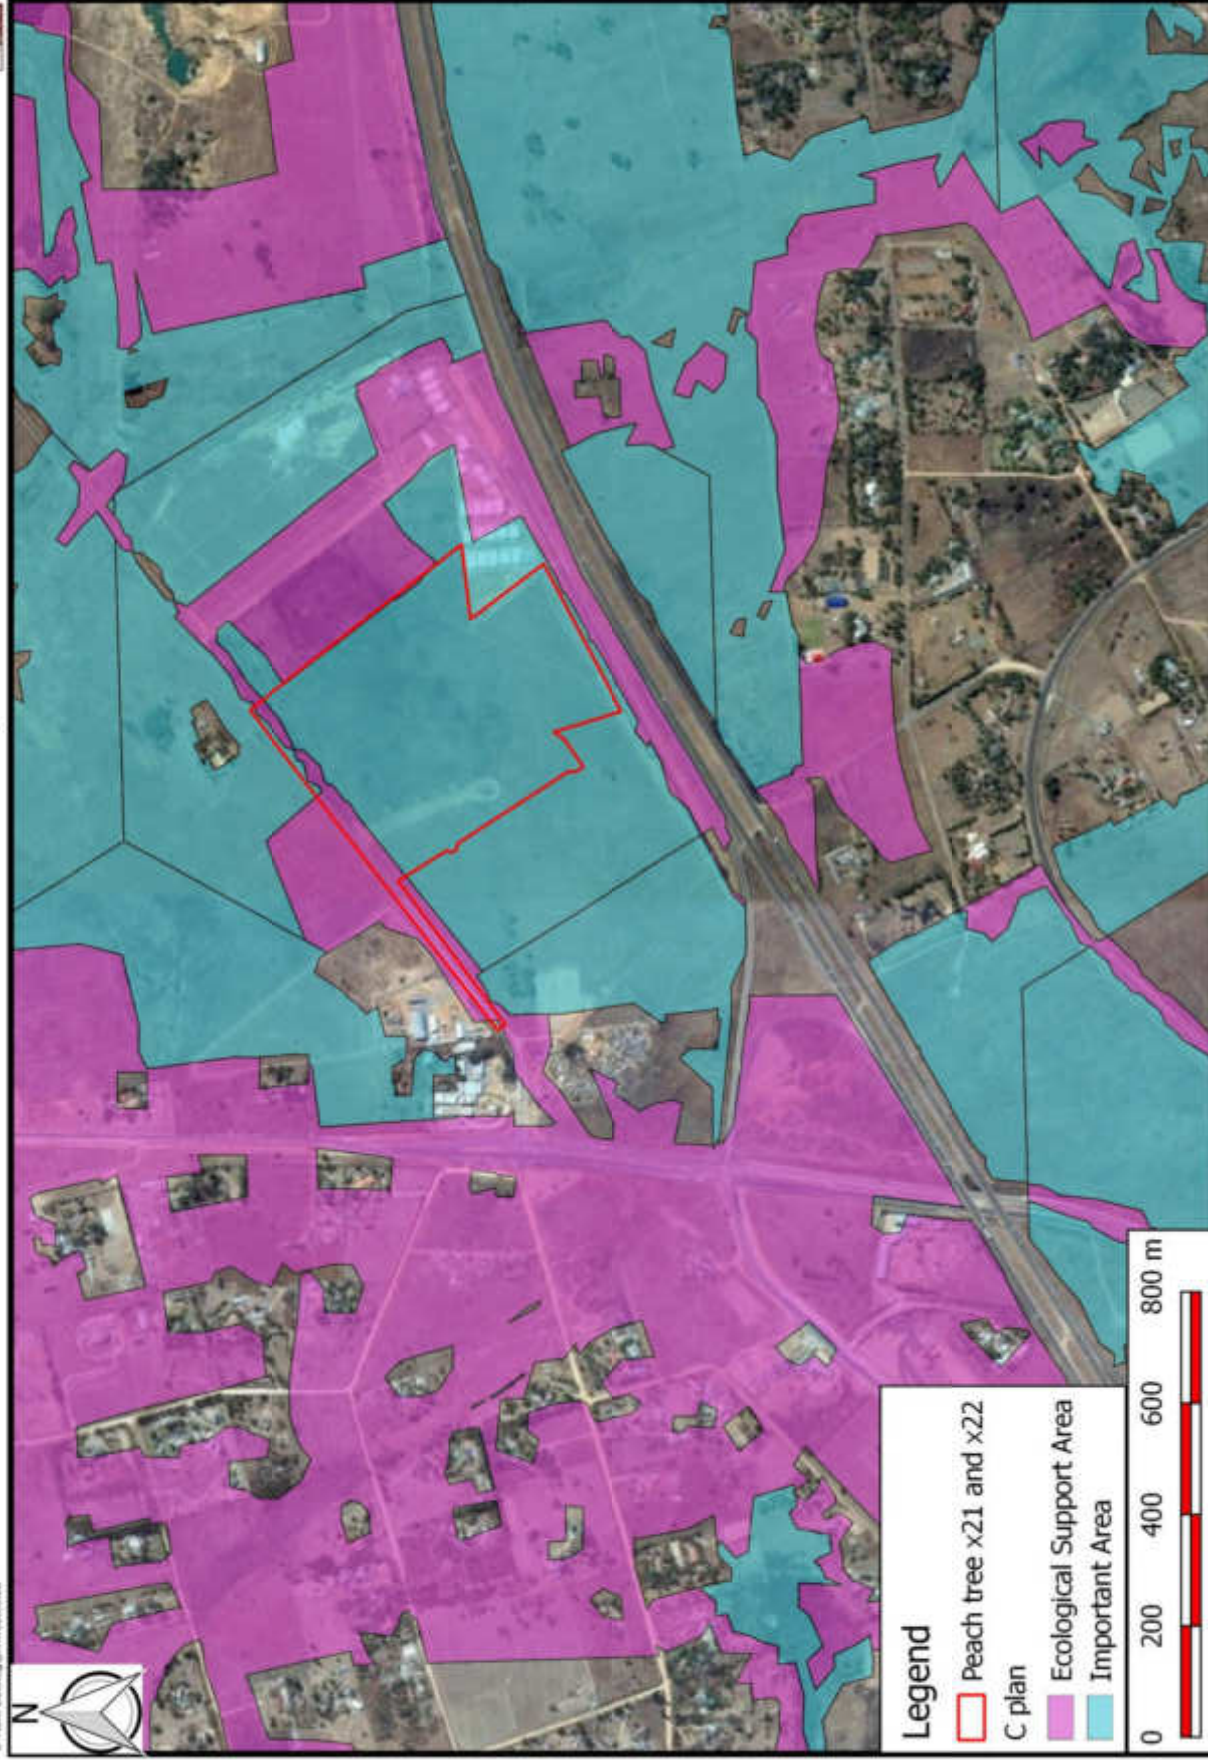 N
Legend
Peach tree x21 and x22
C plan
Ecological Support Area
Important Area
0 200 400 600 800 m